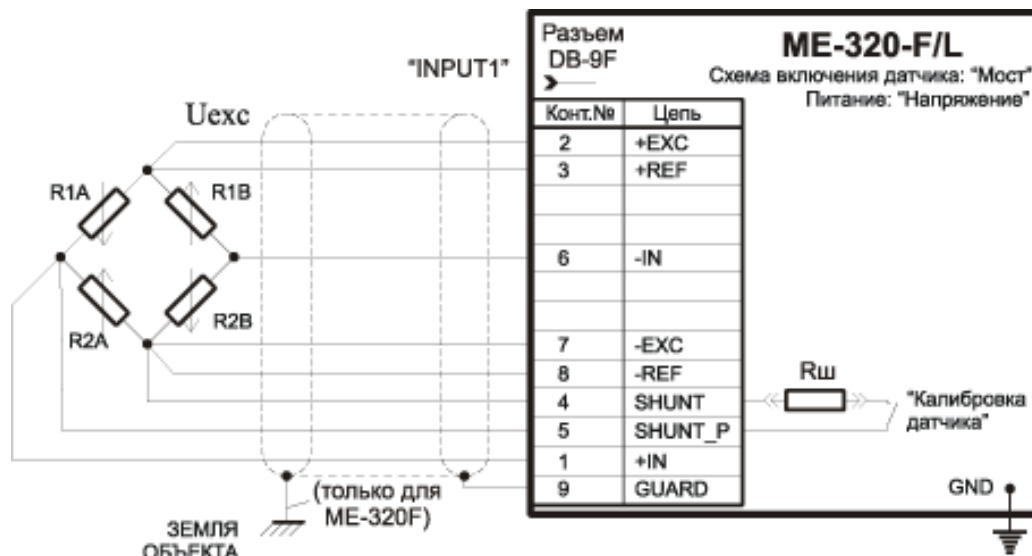 Разъем
DB-9F
ME-320-F/L
Схема включения датчика: "Мост"
Питание: "Напряжение"
"INPUT1"
Uexc
Конт.№ Цепь
2 +EXC
3 +REF
6 -IN
7 -EXC
8 -REF
4 SHUNT
5 SHUNT_P
1 +IN
9 GUARD
R1A
R1B
R2A
R2B
Rш
"Калибровка
датчика"
GND
(только для
ME-320F)
ЗЕМЛЯ
ОБЪЕКТА